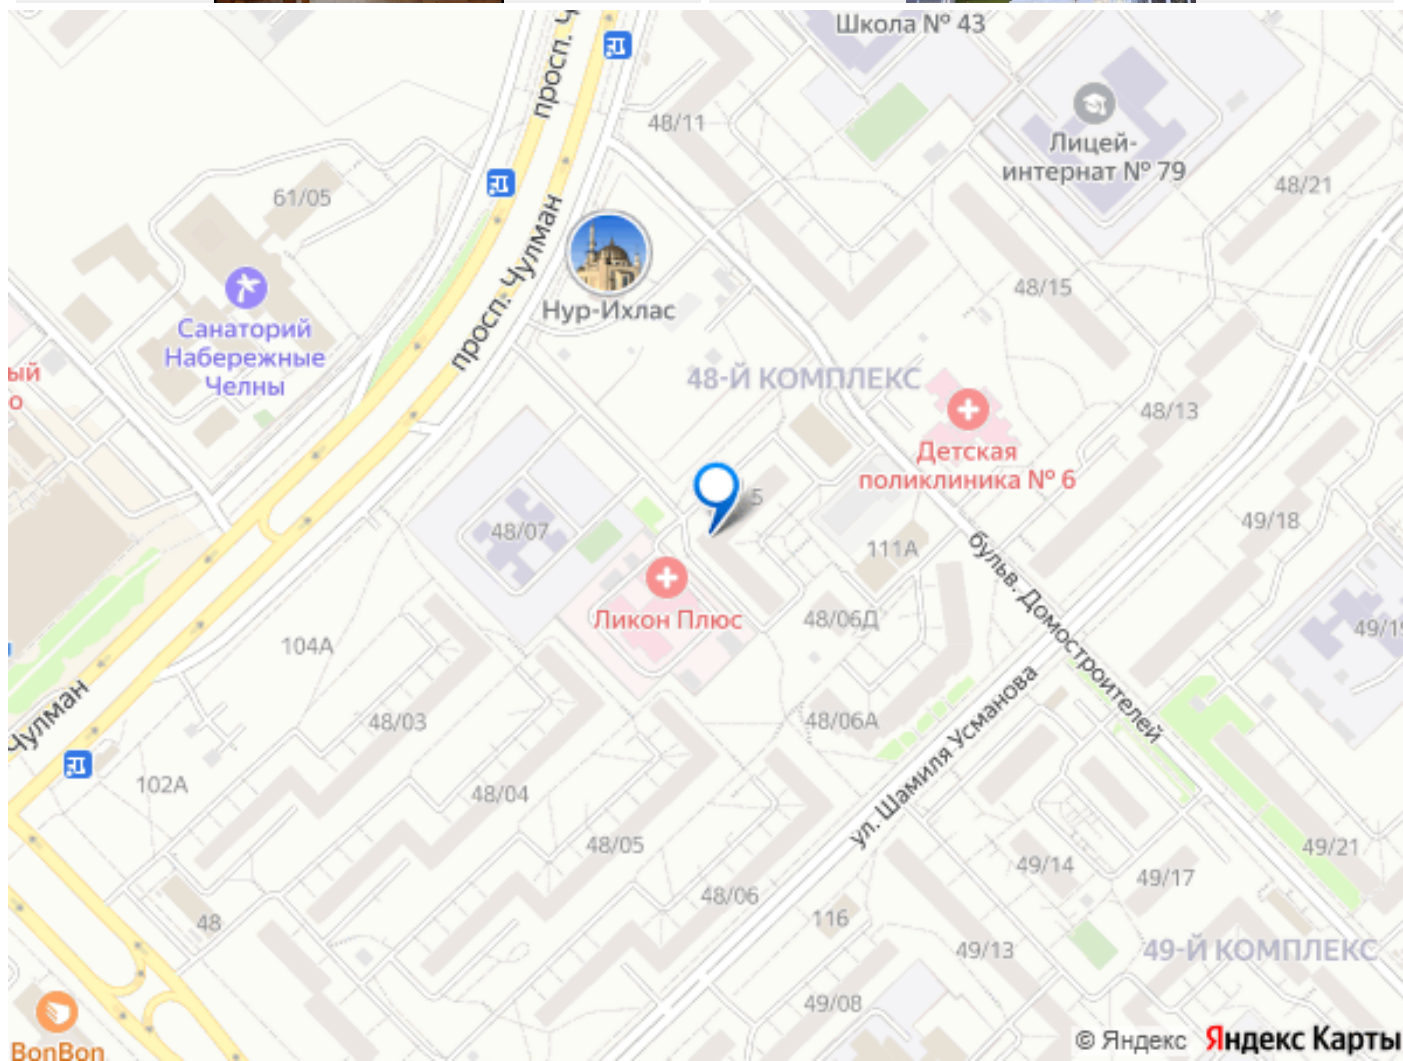 Школа № 43
просп. Ч
48/11
Лицей-
интернат № 79
48/21
61/05
просп. Чулман
Нур-Ихлас
48/15
Санаторий
Набережные
Челны
ый
о
48-Й КОМПЛЕКС
48/13
Детская
поликлиника № 6
5
48/07
49/18
111А
бульв. Домостроителей
Ликон Плюс
48/06Д
49/19
104А
Чулман
48/03
48/06А
ул. Шамиля Усманова
102А
48/04
48/05
49/21
49/14
49/17
48/06
48
116
49/13
49-Й КОМПЛЕКС
49/08
BonBon
© Яндекс Яндекс Карты